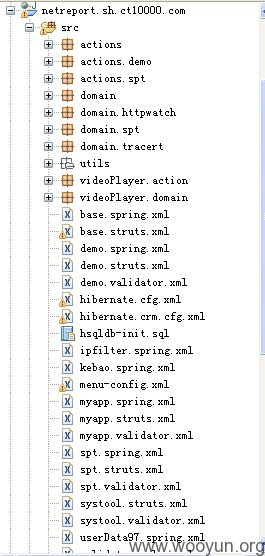 netreport.sh.ct10000.com
src
actions
actions.demo
actions.spt
domain
domain.httpwatch
domain.spt
domain.tracert
utils
videoPlayer.action
videoPlayer.domain
base.spring.xml
base.struts.xml
demo.spring.xml
demo.struts.xml
demo.validator.xml
hibernate.cfg.xml
hibernate.crm.cfg.xml
hsqldb-init.sql
ipfilter.spring.xml
kebao.spring.xml
menu-config.xml
myapp.spring.xml
myapp.struts.xml
myapp.validator.xml
spt.spring.xml
spt.struts.xml
spt.validator.xml
systool.struts.xml
systool.validator.xml
userData97.spring.xml
www.wooyun.org